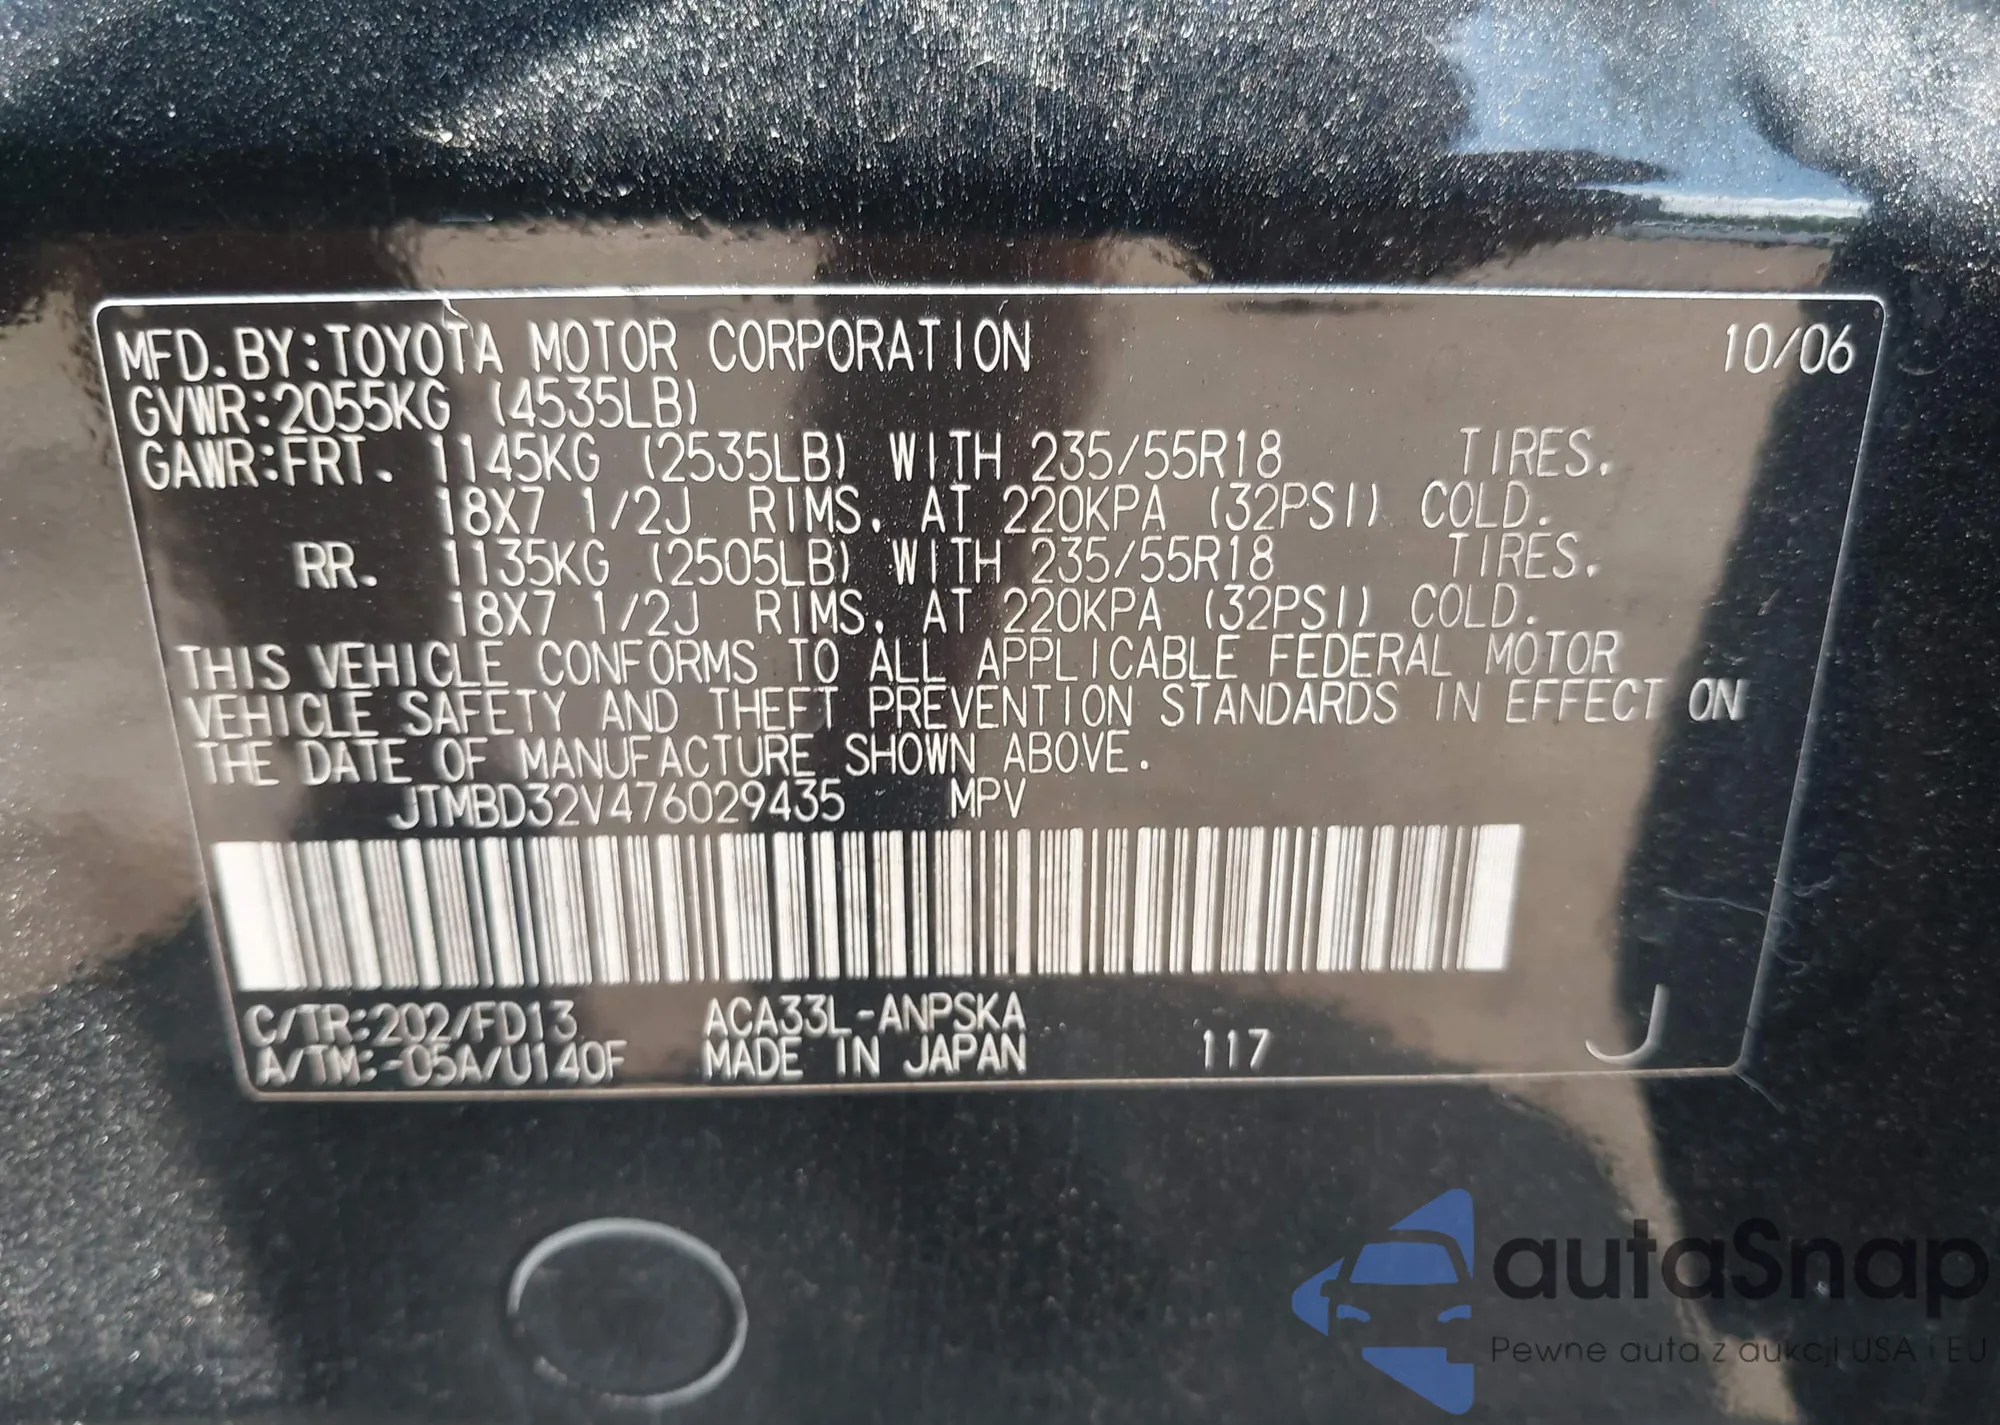 MFD. BY: TOYOTA MOTOR CORPORATION 10/06
GVWR: 2055KG (4535LB)
GAWR: FRT. 1145KG (2535LB) WITH 235/55R18 TIRES.
18X7 1/2J RIMS. AT 220KPA (32PSI) COLD.
RR. 1135KG (2505LB) WITH 235/55R18 TIRES.
18X7 1/2J RIMS. AT 220KPA (32PSI) COLD.
THIS VEHICLE CONFORMS TO ALL APPLICABLE FEDERAL MOTOR
VEHICLE SAFETY AND THEFT PREVENTION STANDARDS IN EFFECT ON
THE DATE OF MANUFACTURE SHOWN ABOVE.
JTMBD32V476029435 MPV
C/TR: 202/FD13 ACA33L-ANPSKA
A/TM: -05A/U140F MADE IN JAPAN 117 J
autaSnap
Pewne auta z aukcji USA i EU